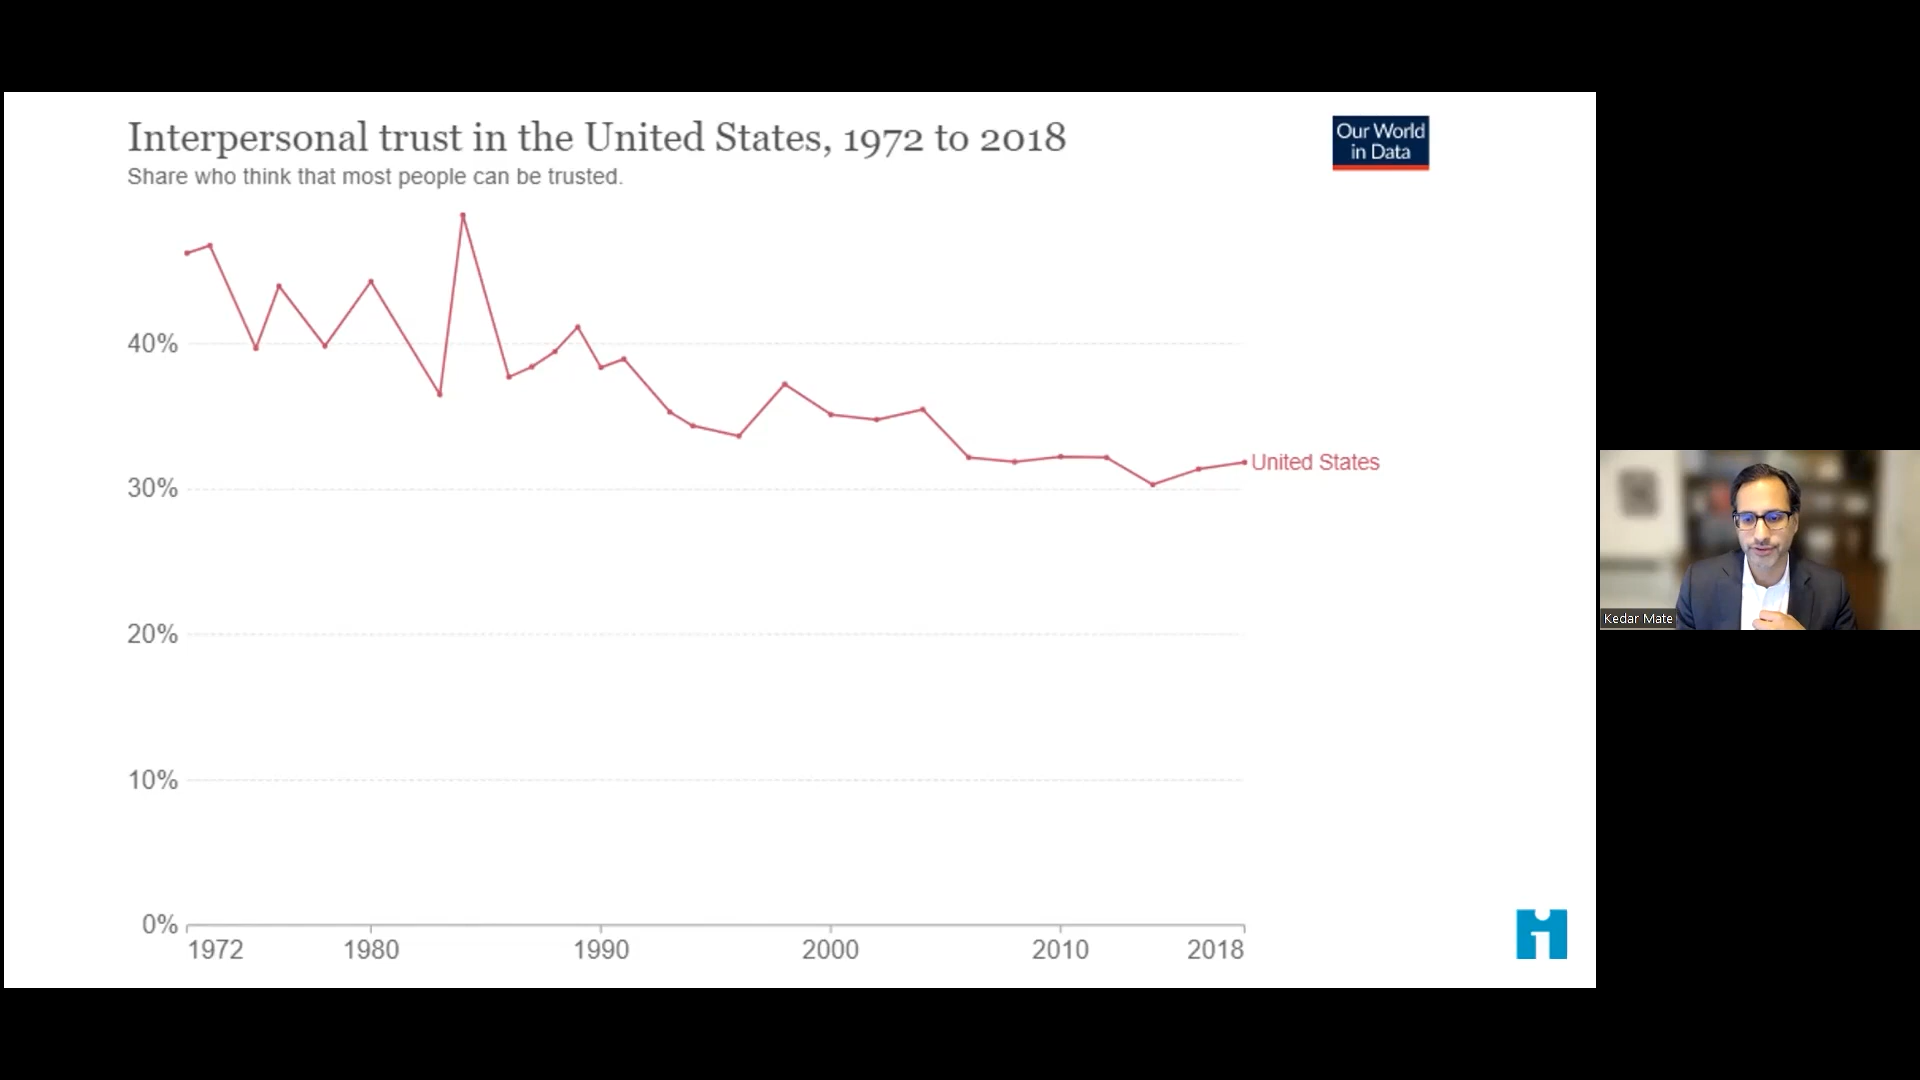 Interpersonal trust in the United States, 1972 to 2018
Share who think that most people can be trusted.
Our World
in Data
40%
30%
20%
10%
0%
United States
1972
1980
1990
2000
2010
2018
Kedar Mate